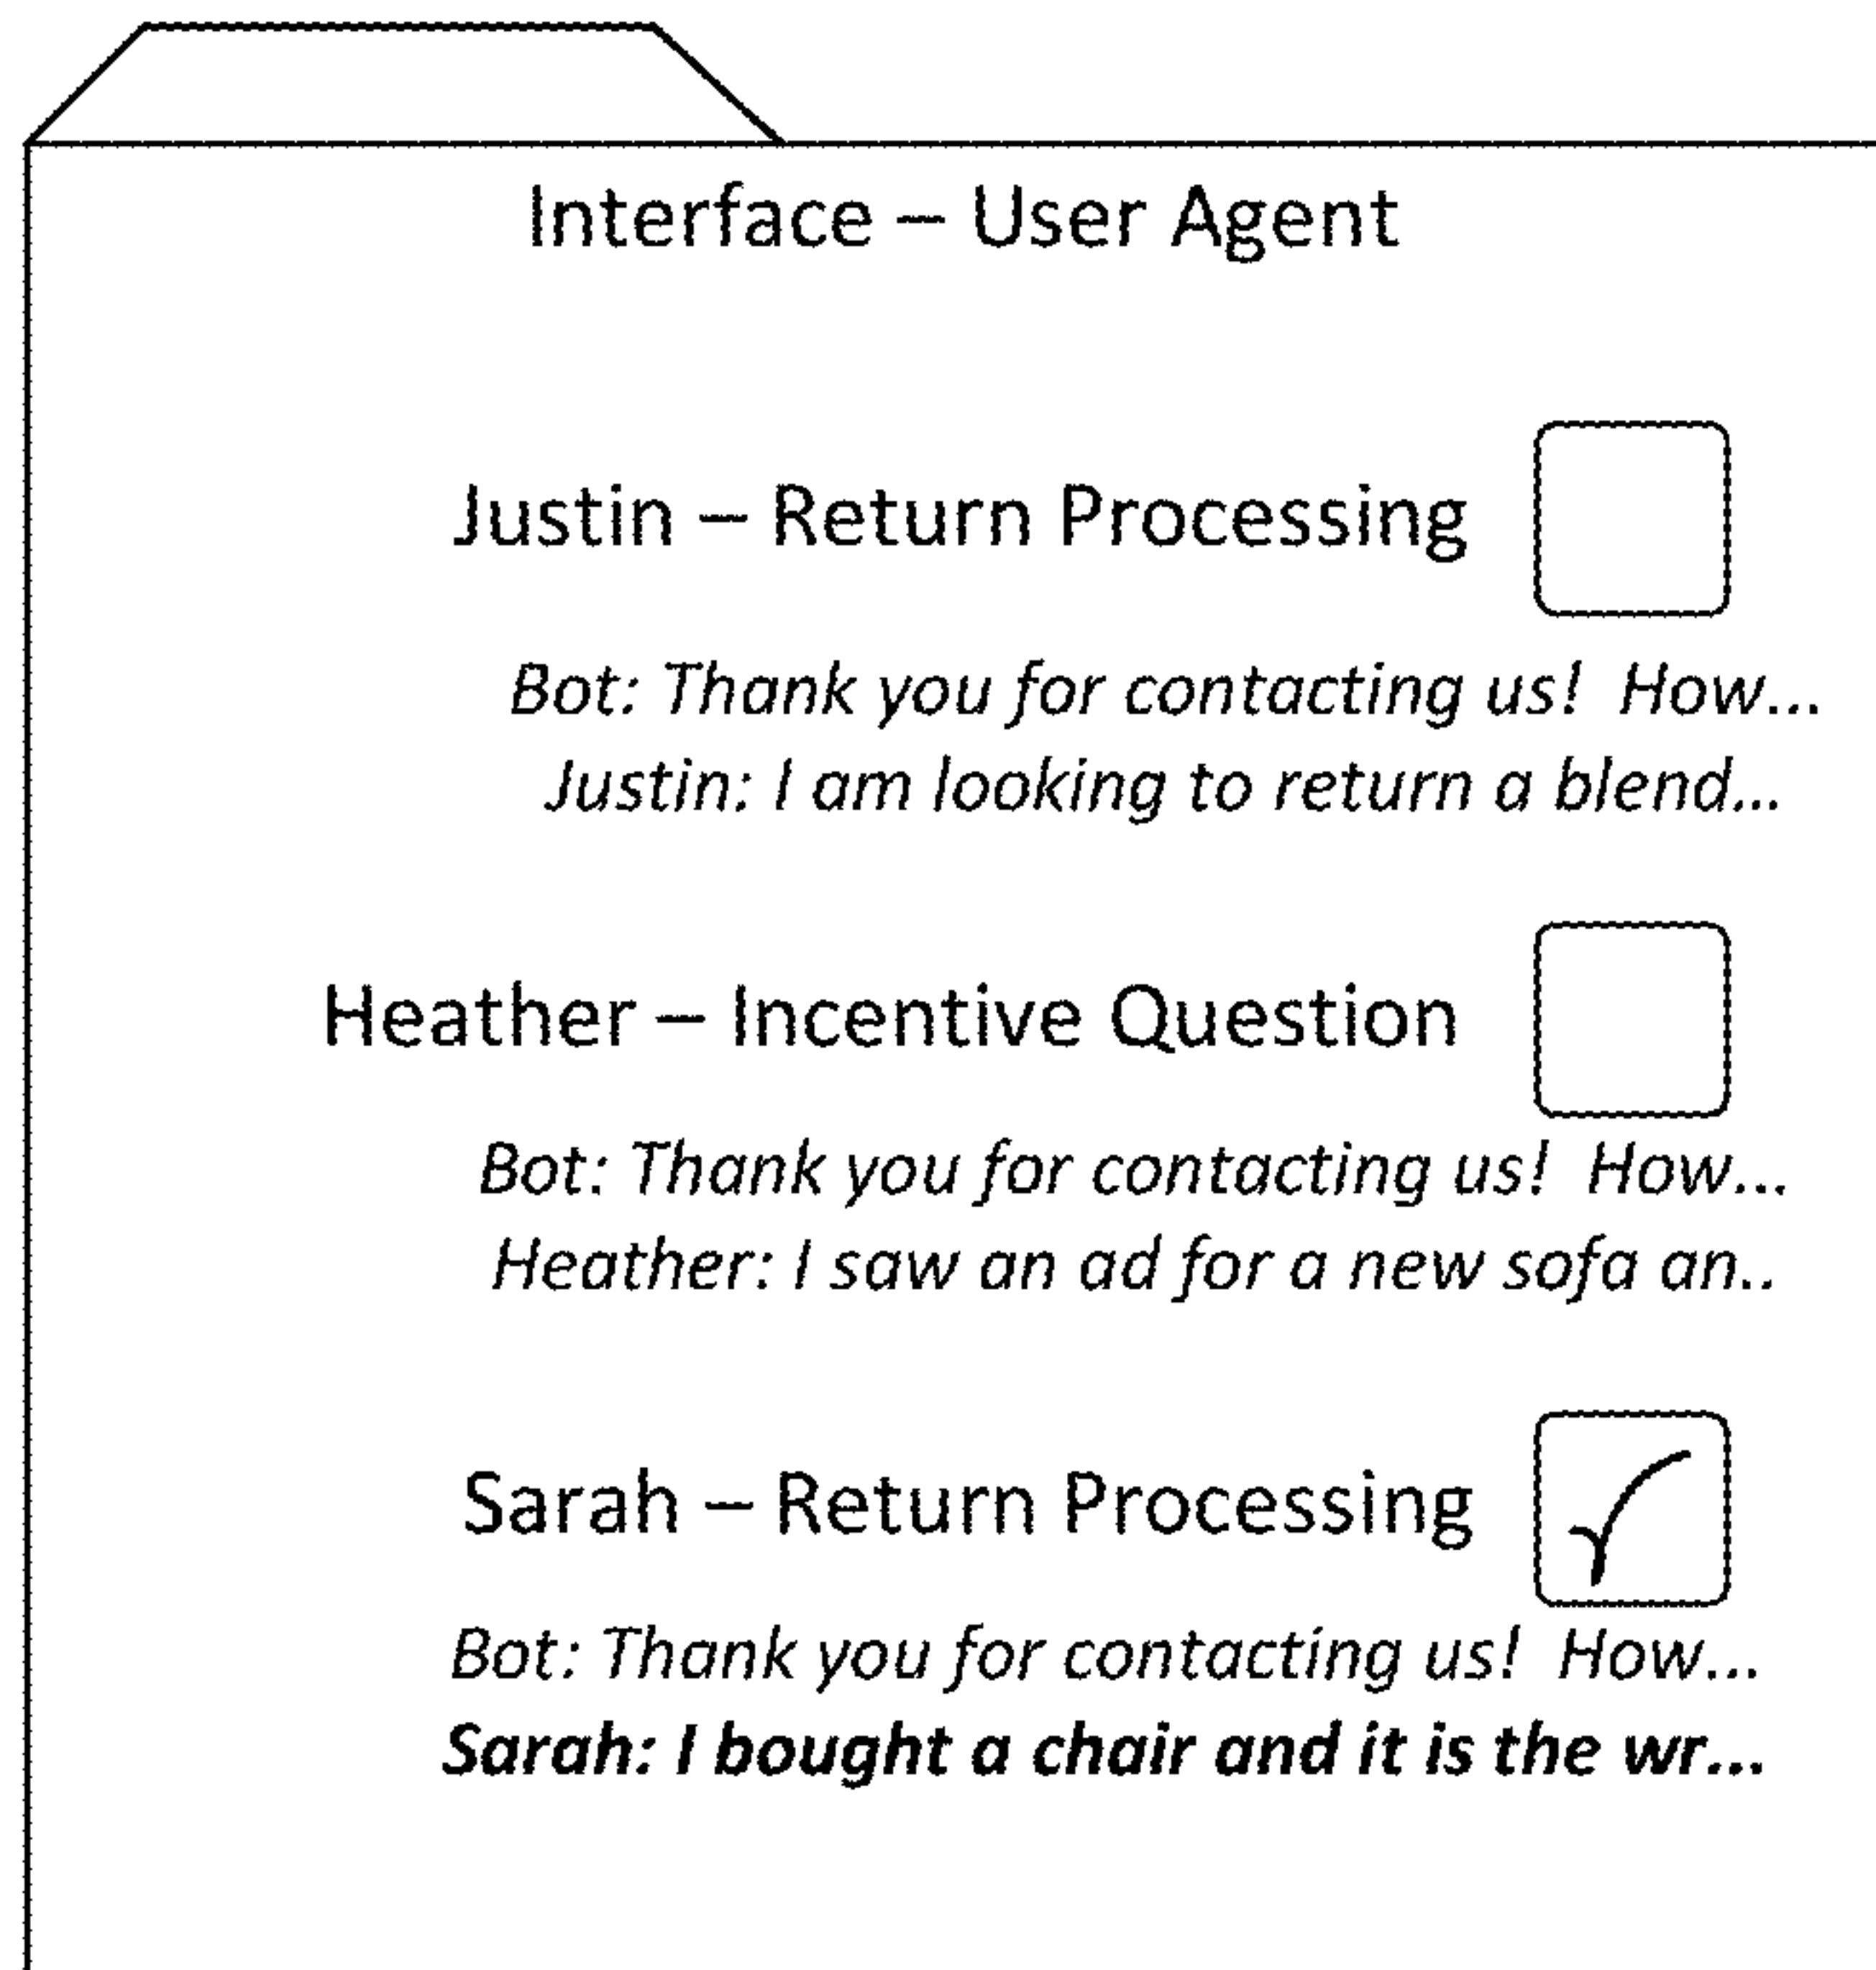 Interface – User Agent
Justin – Return Processing
Bot: Thank you for contacting us!  How...
Justin: I am looking to return a blend...
Heather – Incentive Question
Bot: Thank you for contacting us!  How...
Heather: I saw an ad for a new sofa an..
Sarah – Return Processing
Bot: Thank you for contacting us!  How...
Sarah: I bought a chair and it is the wr...